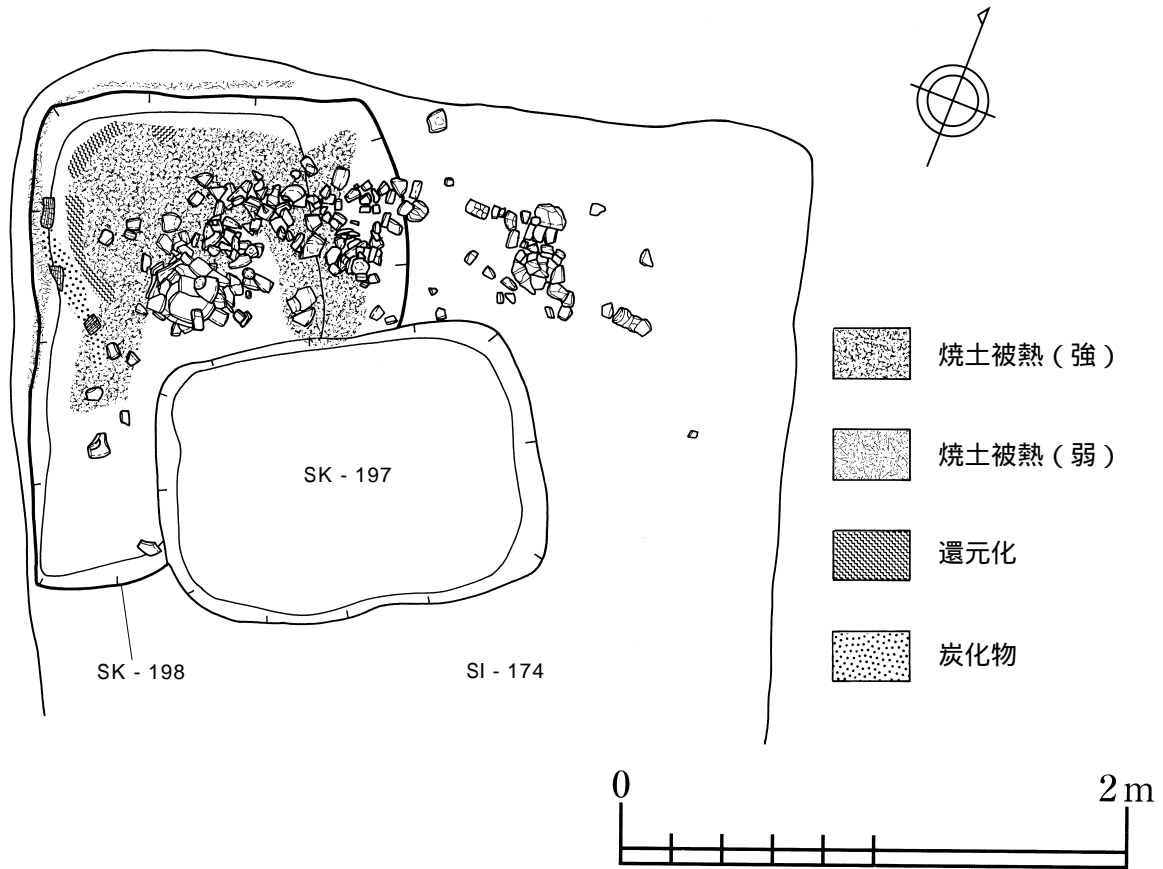 焼土被熱（強）
焼土被熱（弱）
還元化
炭化物
SK - 197
SK - 198
SI - 174
0 2m